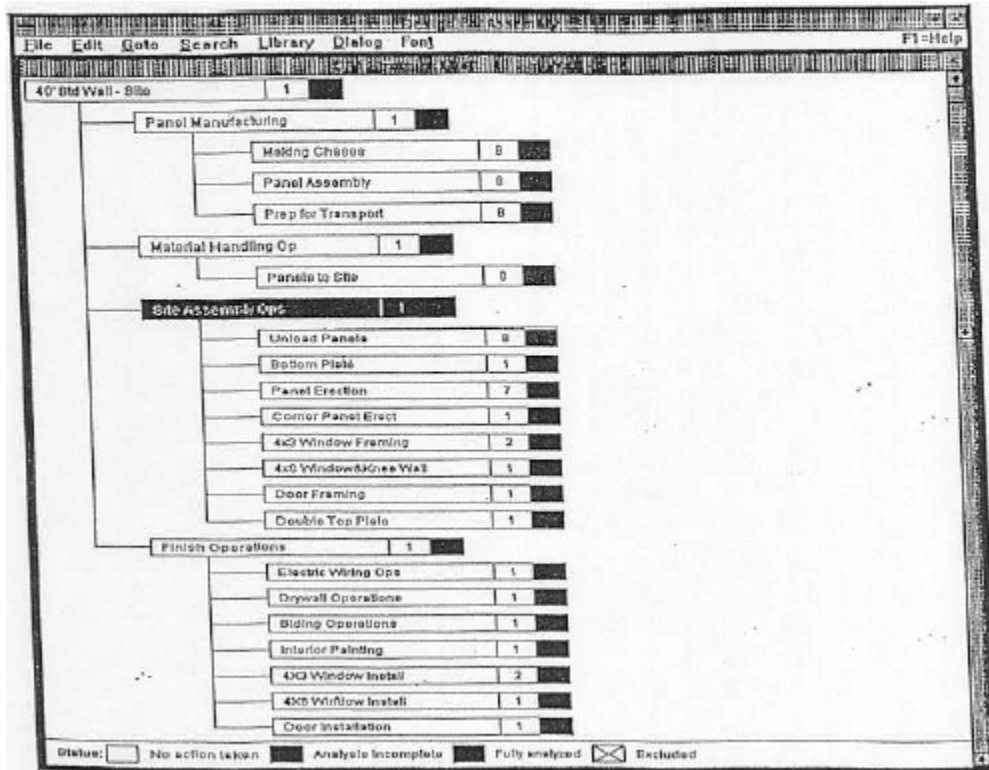 File Edit Goto Search Library Dialog Font F1=Help
40' Std Wall - Site 1
Panel Manufacturing 1
Making Chases 8
Panel Assembly 8
Prep for Transport 8
Material Handling Op 1
Panels to Site 8
Site Assembly Ops 1
Unload Panels 8
Bottom Plate 1
Panel Erection 7
Corner Panel Erect 1
4x3 Window Framing 2
Window&Knee Wall 1
Door Framing 1
Double Top Plate 1
Finish Operations 1
Electric Wiring Ops 1
Drywall Operations 1
Siding Operations 1
Interior Painting 1
4X3 Window Install 2
Window Install 1
Door Installation 1
Status: No action taken Analysis Incomplete Fully analyzed Excluded